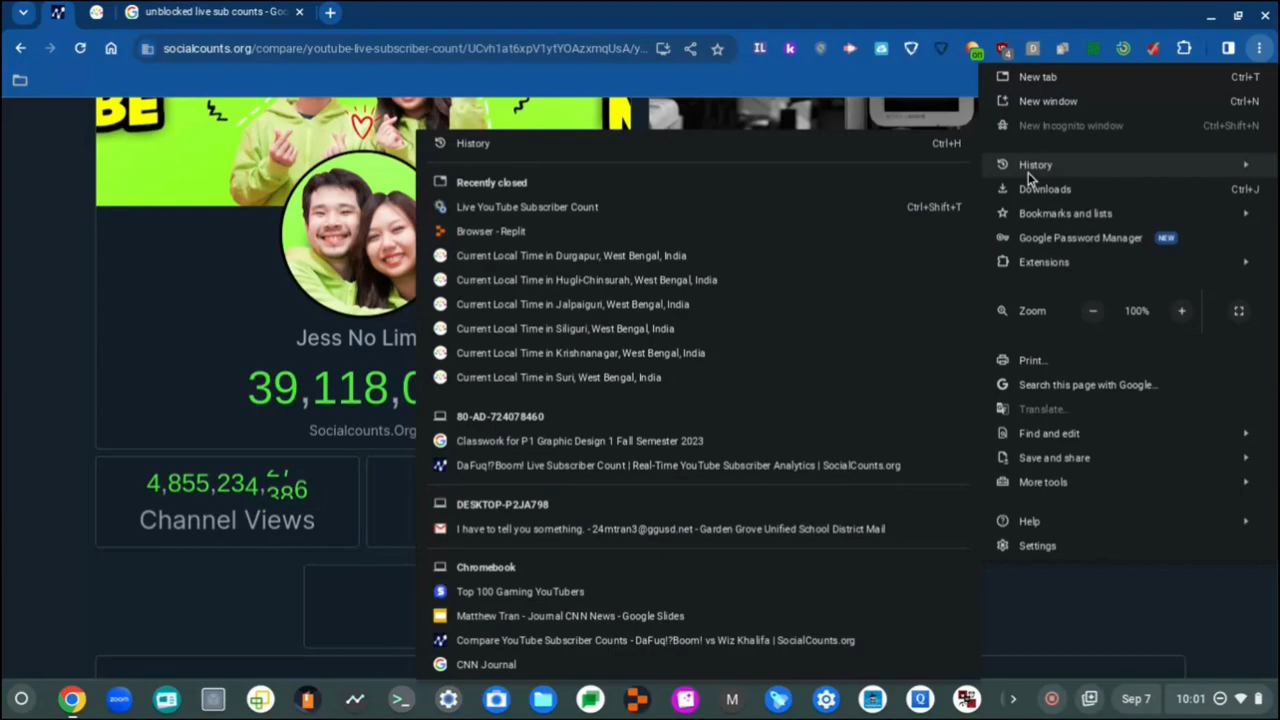 unblocked live sub counts - Goo
socialcounts.org/compare/youtube-live-subscriber-count/UCvh1at6xpV1ytYOAzxmqUsA/y...
IL
k
on
4
D
BE
New tab Ctrl+T
New window Ctrl+N
New Incognito window Ctrl+Shift+N
History
Downloads Ctrl+J
Bookmarks and lists
Google Password Manager NEW
Extensions
Zoom − 100% +
Print...
Search this page with Google...
Translate...
Find and edit
Save and share
More tools
Help
Settings
History Ctrl+H
Recently closed
Live YouTube Subscriber Count Ctrl+Shift+T
Browser - Replit
Current Local Time in Durgapur, West Bengal, India
Current Local Time in Hugli-Chinsurah, West Bengal, India
Current Local Time in Jalpaiguri, West Bengal, India
Current Local Time in Siliguri, West Bengal, India
Current Local Time in Krishnanagar, West Bengal, India
Current Local Time in Suri, West Bengal, India
80-AD-724078460
Classwork for P1 Graphic Design 1 Fall Semester 2023
DaFuq!?Boom! Live Subscriber Count | Real-Time YouTube Subscriber Analytics | SocialCounts.org
DESKTOP-P2JA798
I have to tell you something. - 24mtran3@ggusd.net - Garden Grove Unified School District Mail
Chromebook
Top 100 Gaming YouTubers
Matthew Tran - Journal CNN News - Google Slides
Compare YouTube Subscriber Counts - DaFuq!?Boom! vs Wiz Khalifa | SocialCounts.org
CNN Journal
Jess No Lim
39,118,0
Socialcounts.Org
4,855,234,
Channel Views
zoom
M
Q
Sep 7
10:01